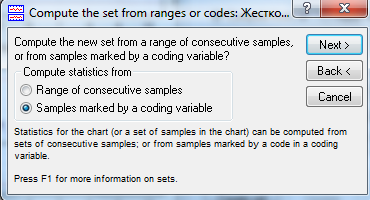 Compute the set from ranges or codes: Жестко...
?
Compute the new set from a range of consecutive samples,
or from samples marked by a coding variable?
Compute statistics from
Range of consecutive samples
Samples marked by a coding variable
Next >
Back <
Cancel
Statistics for the chart (or a set of samples in the chart) can be computed from
sets of consecutive samples; or from samples marked by a code in a coding
variable.
Press F1 for more information on sets.